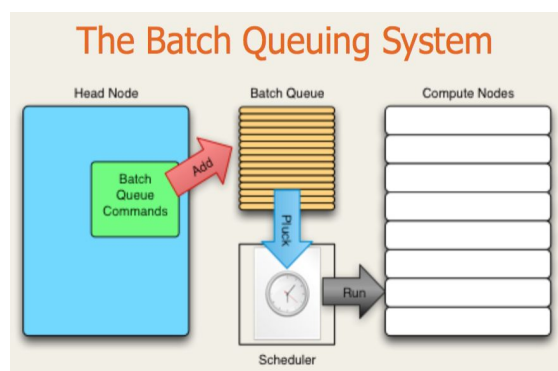 The Batch Queuing System
Head Node
Batch Queue
Compute Nodes
Batch
Queue
Commands
Add
Pluck
Run
Scheduler